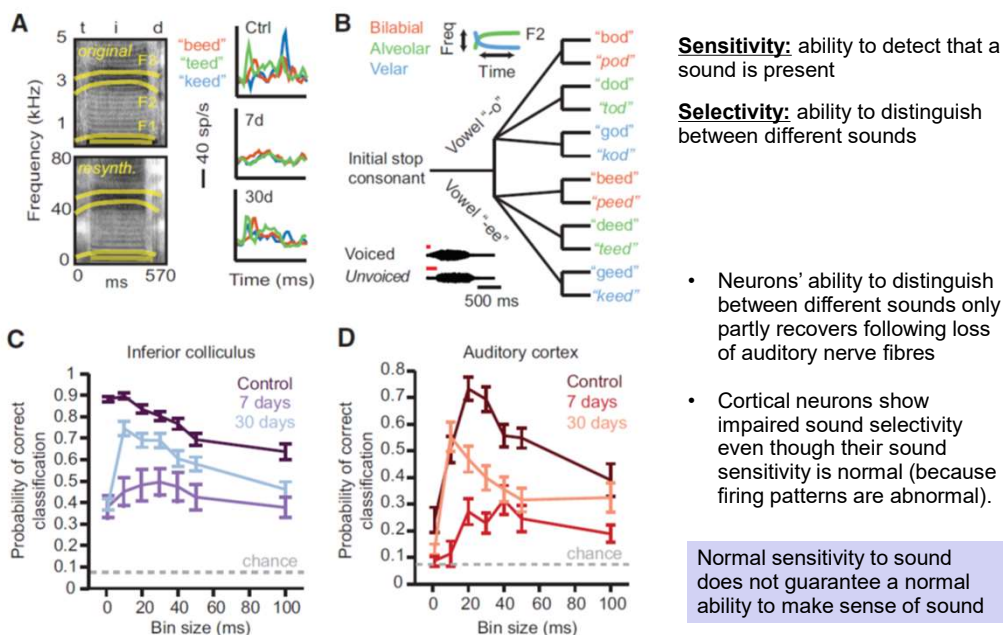 A
t i d
original
F3
F2
F1
5
3
1
80
resynth.
40
0
Frequency (kHz)
0 570
ms
"beed"
"teed"
"keed"
40 sp/s
Ctrl
7d
30d
Time (ms)
B
Bilabial
Alveolar
Velar
Freq
F2
Time
Vowel "-o"
Initial stop
consonant
Vowel "-ee"
Voiced
Unvoiced
500 ms
"bod"
"pod"
"dod"
"tod"
"god"
"kod"
"beed"
"peed"
"deed"
"teed"
"geed"
"keed"
C
Inferior colliculus
Control
7 days
30 days
Probability of correct
classification
1
0.9
0.8
0.7
0.6
0.5
0.4
0.3
0.2
0.1
0
chance
0 20 40 60 80 100
Bin size (ms)
D
Auditory cortex
Control
7 days
30 days
Probability of correct
classification
0.8
0.7
0.6
0.5
0.4
0.3
0.2
0.1
0
chance
0 20 40 60 80 100
Bin size (ms)
Sensitivity: ability to detect that a
sound is present
Selectivity: ability to distinguish
between different sounds
• Neurons' ability to distinguish
between different sounds only
partly recovers following loss
of auditory nerve fibres
• Cortical neurons show
impaired sound selectivity
even though their sound
sensitivity is normal (because
firing patterns are abnormal).
Normal sensitivity to sound
does not guarantee a normal
ability to make sense of sound